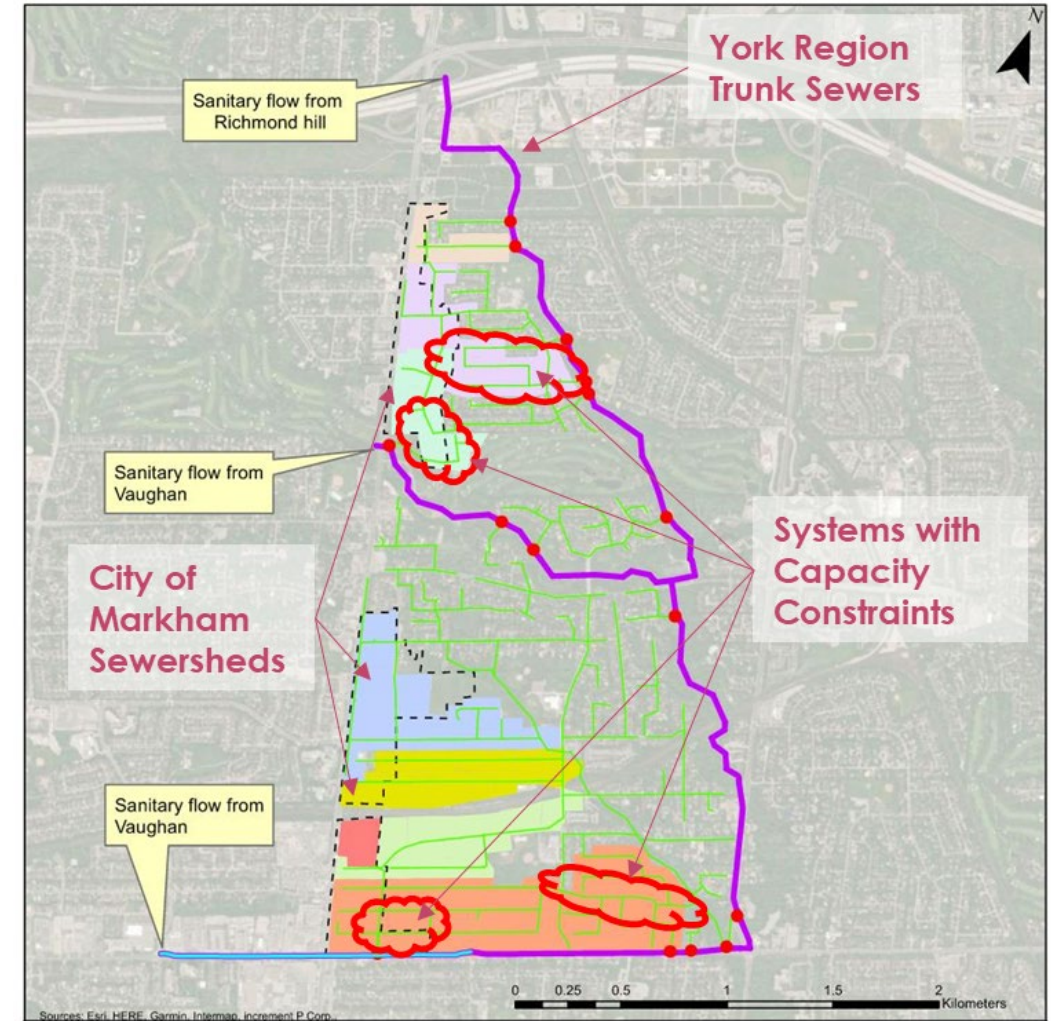 N
York Region
Trunk Sewers
Sanitary flow from
Richmond hill
Sanitary flow from
Vaughan
Systems with
Capacity
Constraints
City of
Markham
Sewersheds
Sanitary flow from
Vaughan
0 0.25 0.5 1 1.5 2
Kilometers
Sources: Esri, HERE, Garmin, Intermap, increment P Corp.,